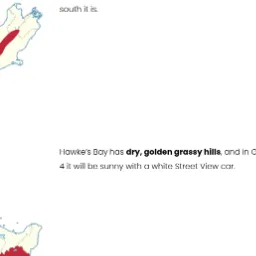 south it is.
Hawke's Bay has dry, golden grassy hills, and in G
4 it will be sunny with a white Street View car.